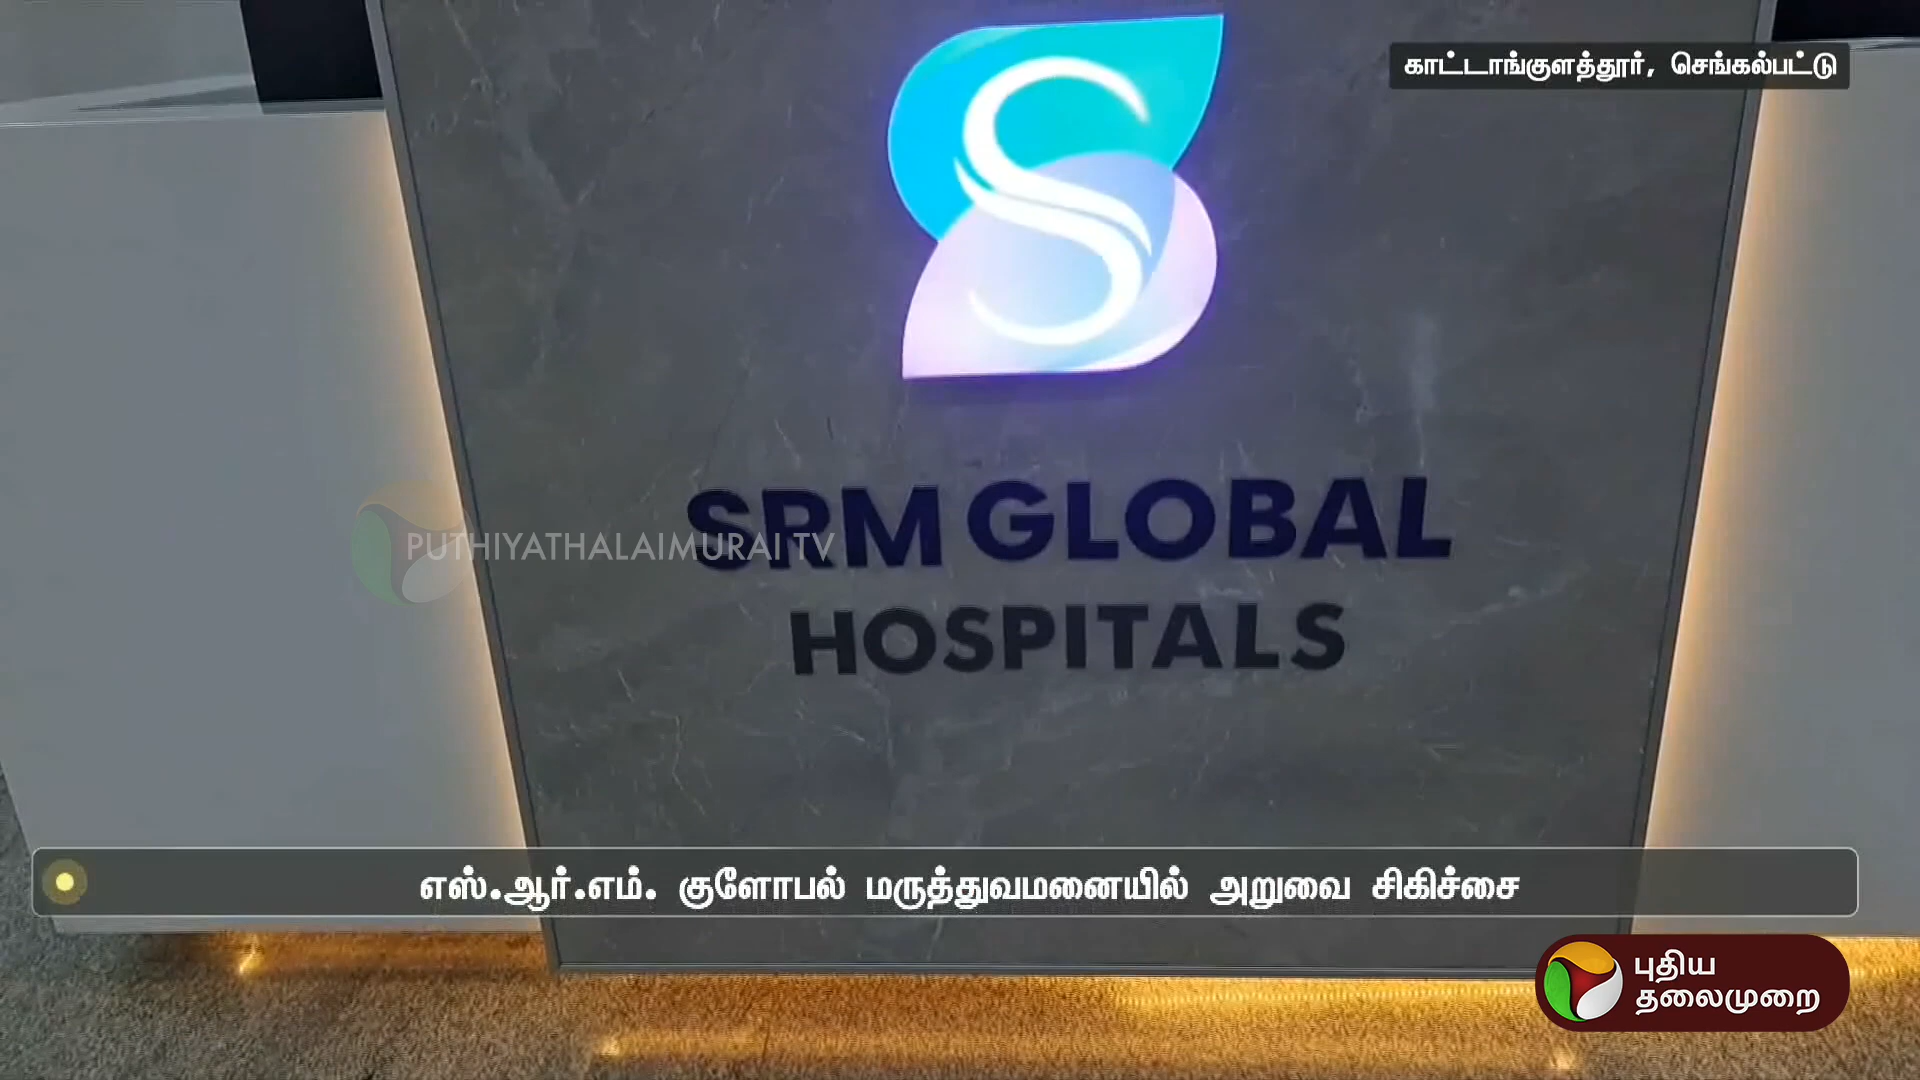 காட்டாங்குளத்தூர், செங்கல்பட்டு
SRM GLOBAL
HOSPITALS
PUTHIYATHALAIMURAI TV
எஸ்.ஆர்.எம். குளோபல் மருத்துவமனையில் அறுவை சிகிச்சை
புதிய
தலைமுறை